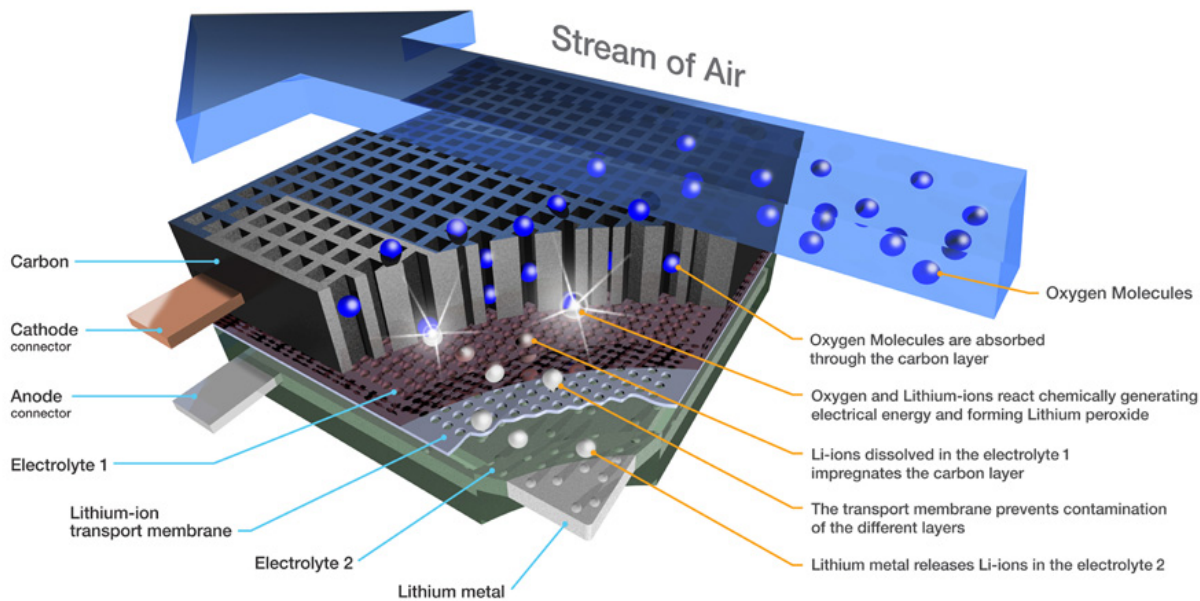 Stream of Air
Carbon
Cathode
connector
Anode
connector
Electrolyte 1
Lithium-ion
transport membrane
Electrolyte 2
Lithium metal
Oxygen Molecules
Oxygen Molecules are absorbed
through the carbon layer
Oxygen and Lithium-ions react chemically generating
electrical energy and forming Lithium peroxide
Li-ions dissolved in the electrolyte 1
impregnates the carbon layer
The transport membrane prevents contamination
of the different layers
Lithium metal releases Li-ions in the electrolyte 2